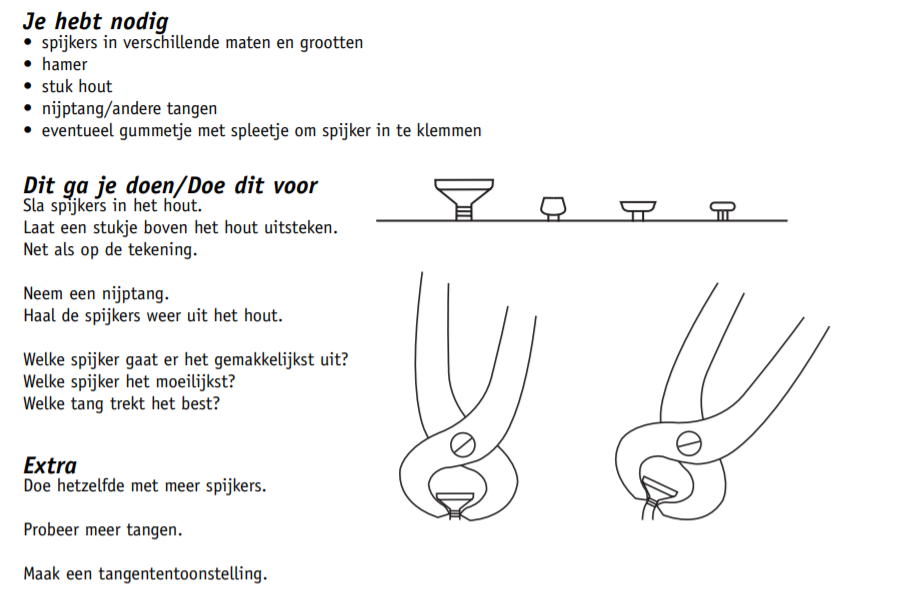 Je hebt nodig
• spijkers in verschillende maten en grootten
• hamer
• stuk hout
• nijptang/andere tangen
• eventueel gummetje met spleetje om spijker in te klemmen
Dit ga je doen/Doe dit voor
Sla spijkers in het hout.
Laat een stukje boven het hout uitsteken.
Net als op de tekening.
Neem een nijptang.
Haal de spijkers weer uit het hout.
Welke spijker gaat er het gemakkelijkst uit?
Welke spijker het moeilijkst?
Welke tang trekt het best?
Extra
Doe hetzelfde met meer spijkers.
Probeer meer tangen.
Maak een tangententoonstelling.